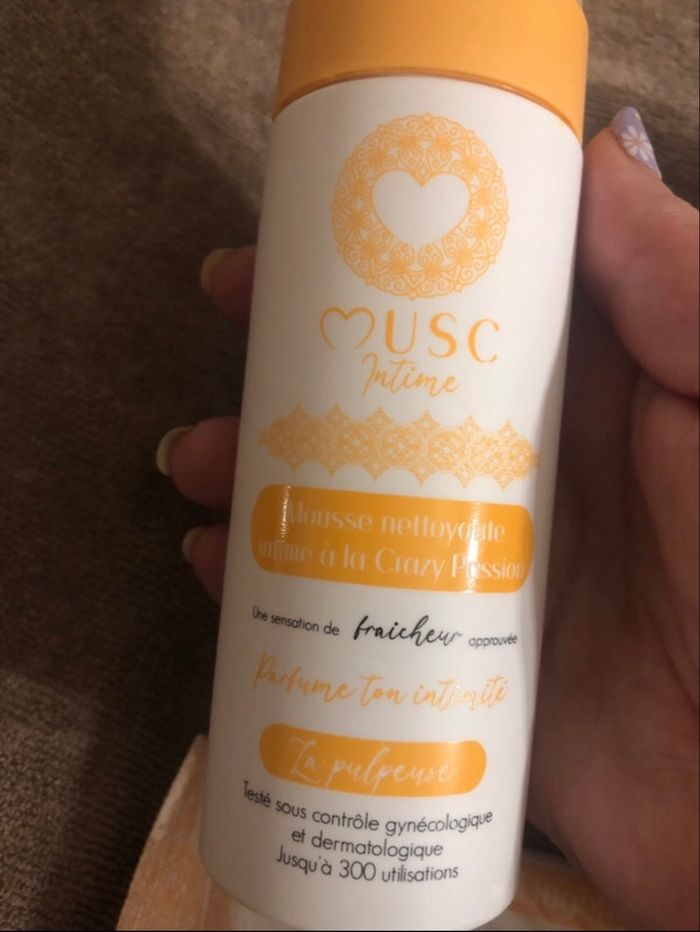 MUSC
Intime
Mousse nettoyante
intime à la Crazy Passion
Une sensation de fraicheur approuvée
Parfume ton intimité
La pulpeuse
Testé sous contrôle gynécologique
et dermatologique
Jusqu'à 300 utilisations